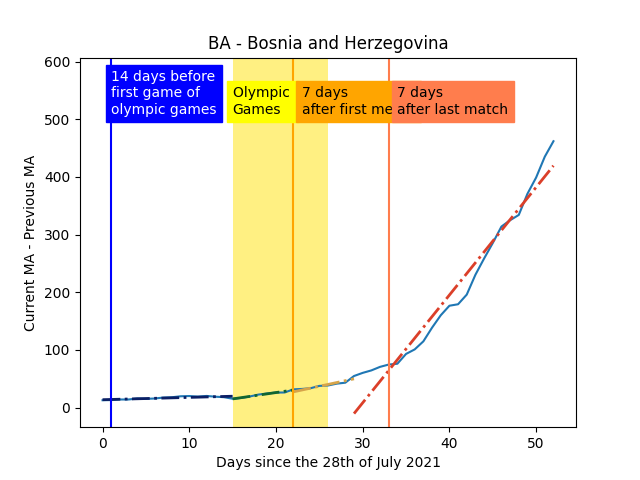 BA - Bosnia and Herzegovina
600
500
400
300
200
100
0
Current MA - Previous MA
14 days before
first game of
olympic games
Olympic
Games
7 days
after first me
7 days
after last match
0
10
20
30
40
50
Days since the 28th of July 2021